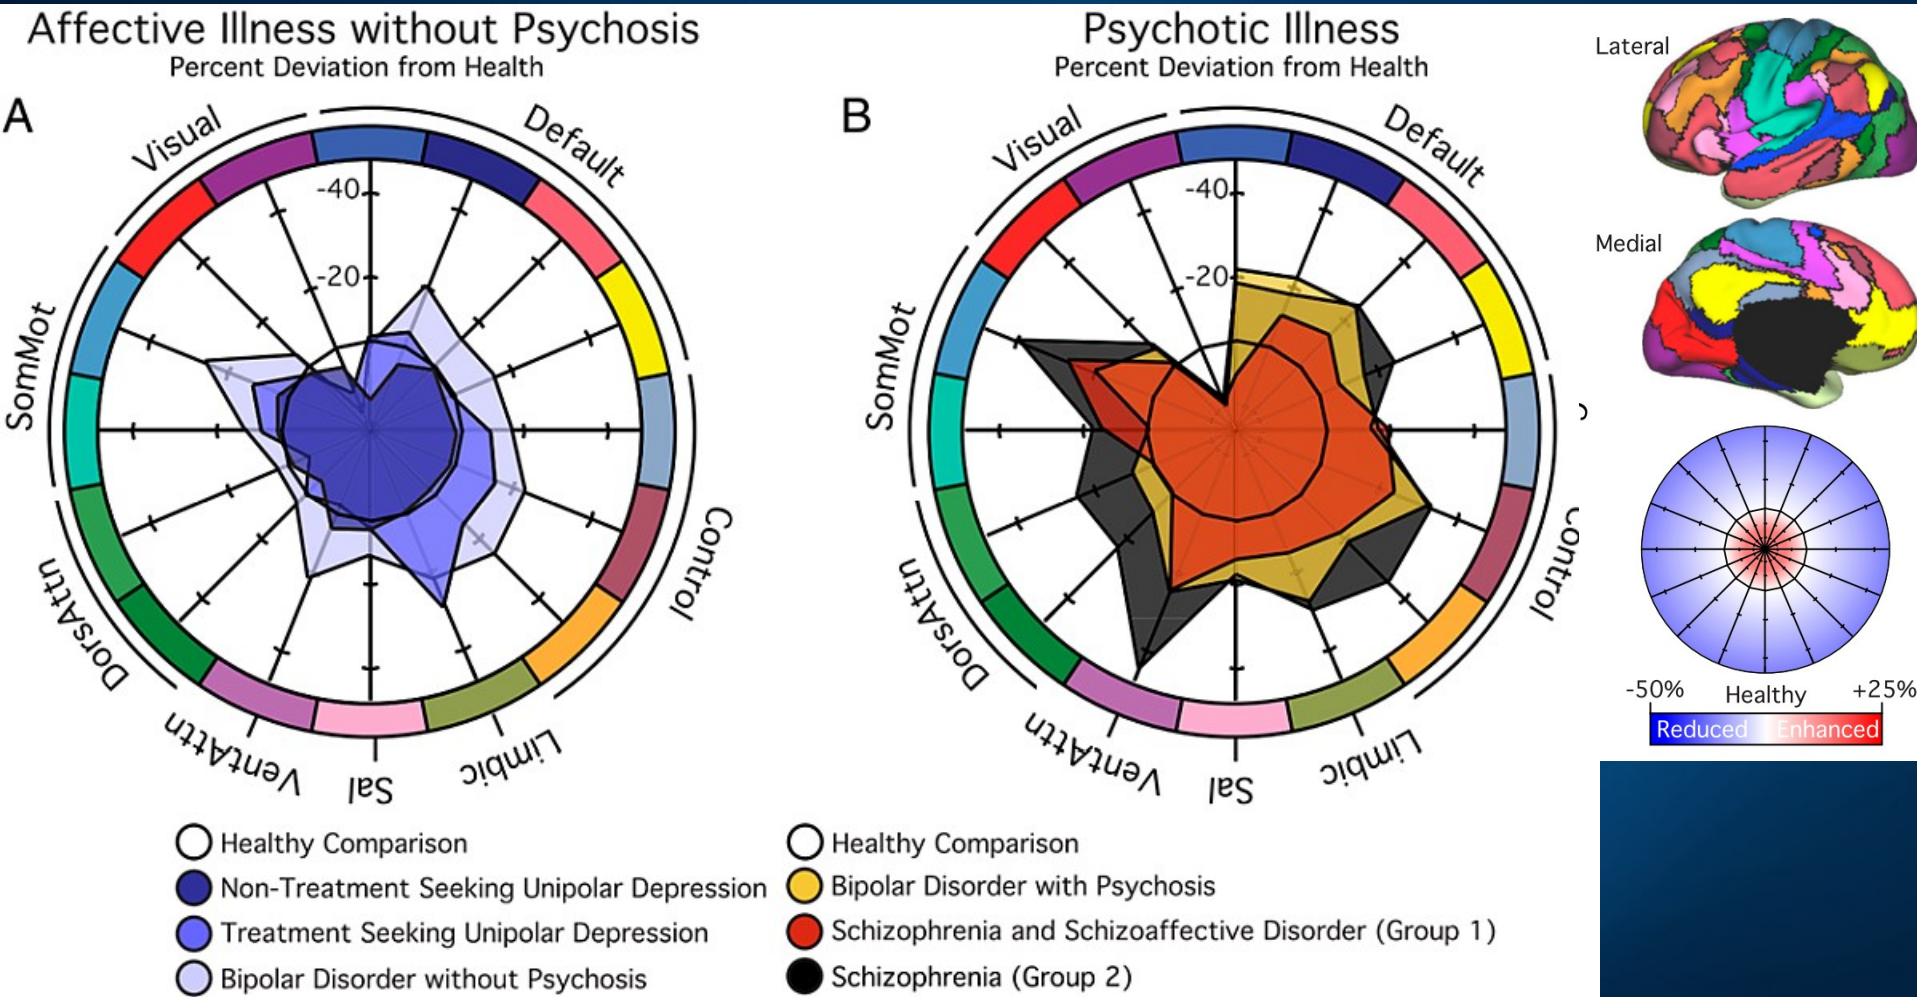 Affective Illness without Psychosis
Percent Deviation from Health
A
Visual
Default
SomMot
Control
DorsAttn
VentAttn
Sal
Limbic
-40
-20
Healthy Comparison
Non-Treatment Seeking Unipolar Depression
Treatment Seeking Unipolar Depression
Bipolar Disorder without Psychosis
Psychotic Illness
Percent Deviation from Health
B
Visual
Default
SomMot
Control
DorsAttn
VentAttn
Sal
Limbic
-40
-20
Healthy Comparison
Bipolar Disorder with Psychosis
Schizophrenia and Schizoaffective Disorder (Group 1)
Schizophrenia (Group 2)
Lateral
Medial
-50% Healthy +25%
Reduced Enhanced